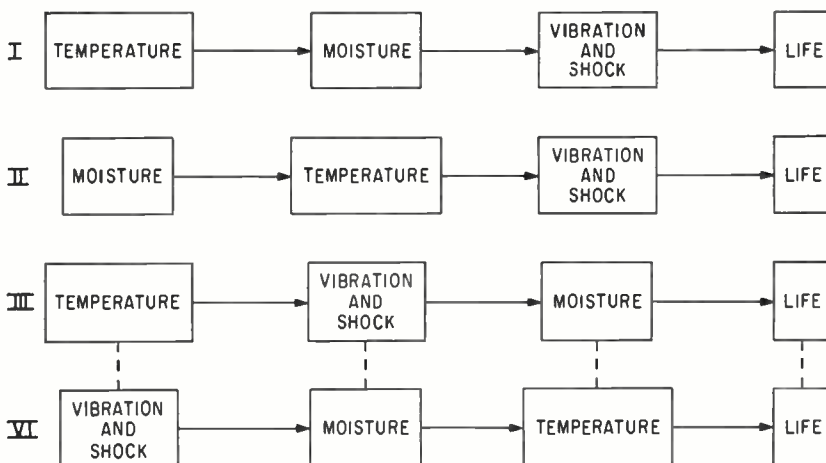 I
TEMPERATURE
MOISTURE
VIBRATION
AND
SHOCK
LIFE
II
MOISTURE
TEMPERATURE
VIBRATION
AND
SHOCK
LIFE
III
TEMPERATURE
VIBRATION
AND
SHOCK
MOISTURE
LIFE
VI
VIBRATION
AND
SHOCK
MOISTURE
TEMPERATURE
LIFE